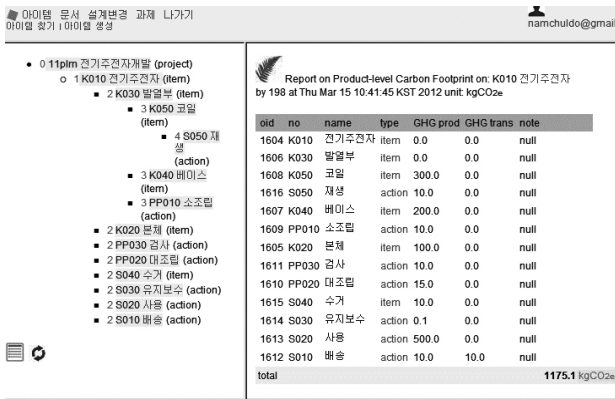 아이템 문서 설계변경 과제 나가기
아이템 찾기 | 아이템 생성
namchuldo@gmail
0 11plm 전기주전자개발 (project)
1 K010 전기주전자 (item)
2 K030 발열부 (item)
3 K050 코일
(item)
4 S050 재
생
(action)
3 K040 베이스
(item)
3 PP010 소조립
(action)
2 K020 본체 (item)
2 PP030 검사 (action)
2 PP020 대조립 (action)
2 S040 수거 (item)
2 S030 유지보수 (action)
2 S020 사용 (action)
2 S010 배송 (action)
Report on Product-level Carbon Footprint on: K010 전기주전자
by 198 at Thu Mar 15 10:41:45 KST 2012 unit: kgCO2e
oid no name type GHG prod GHG trans note
1604 K010 전기주전자 item 0.0 0.0 null
1606 K030 발열부 item 0.0 0.0 null
1608 K050 코일 item 300.0 0.0 null
1616 S050 재생 action 10.0 0.0 null
1607 K040 베이스 item 200.0 0.0 null
1609 PP010 소조립 action 10.0 0.0 null
1605 K020 본체 item 100.0 0.0 null
1611 PP030 검사 action 10.0 0.0 null
1610 PP020 대조립 action 15.0 0.0 null
1615 S040 수거 item 10.0 0.0 null
1614 S030 유지보수 action 0.1 0.0 null
1613 S020 사용 action 500.0 0.0 null
1612 S010 배송 action 10.0 10.0 null
total 1175.1 kgCO2e